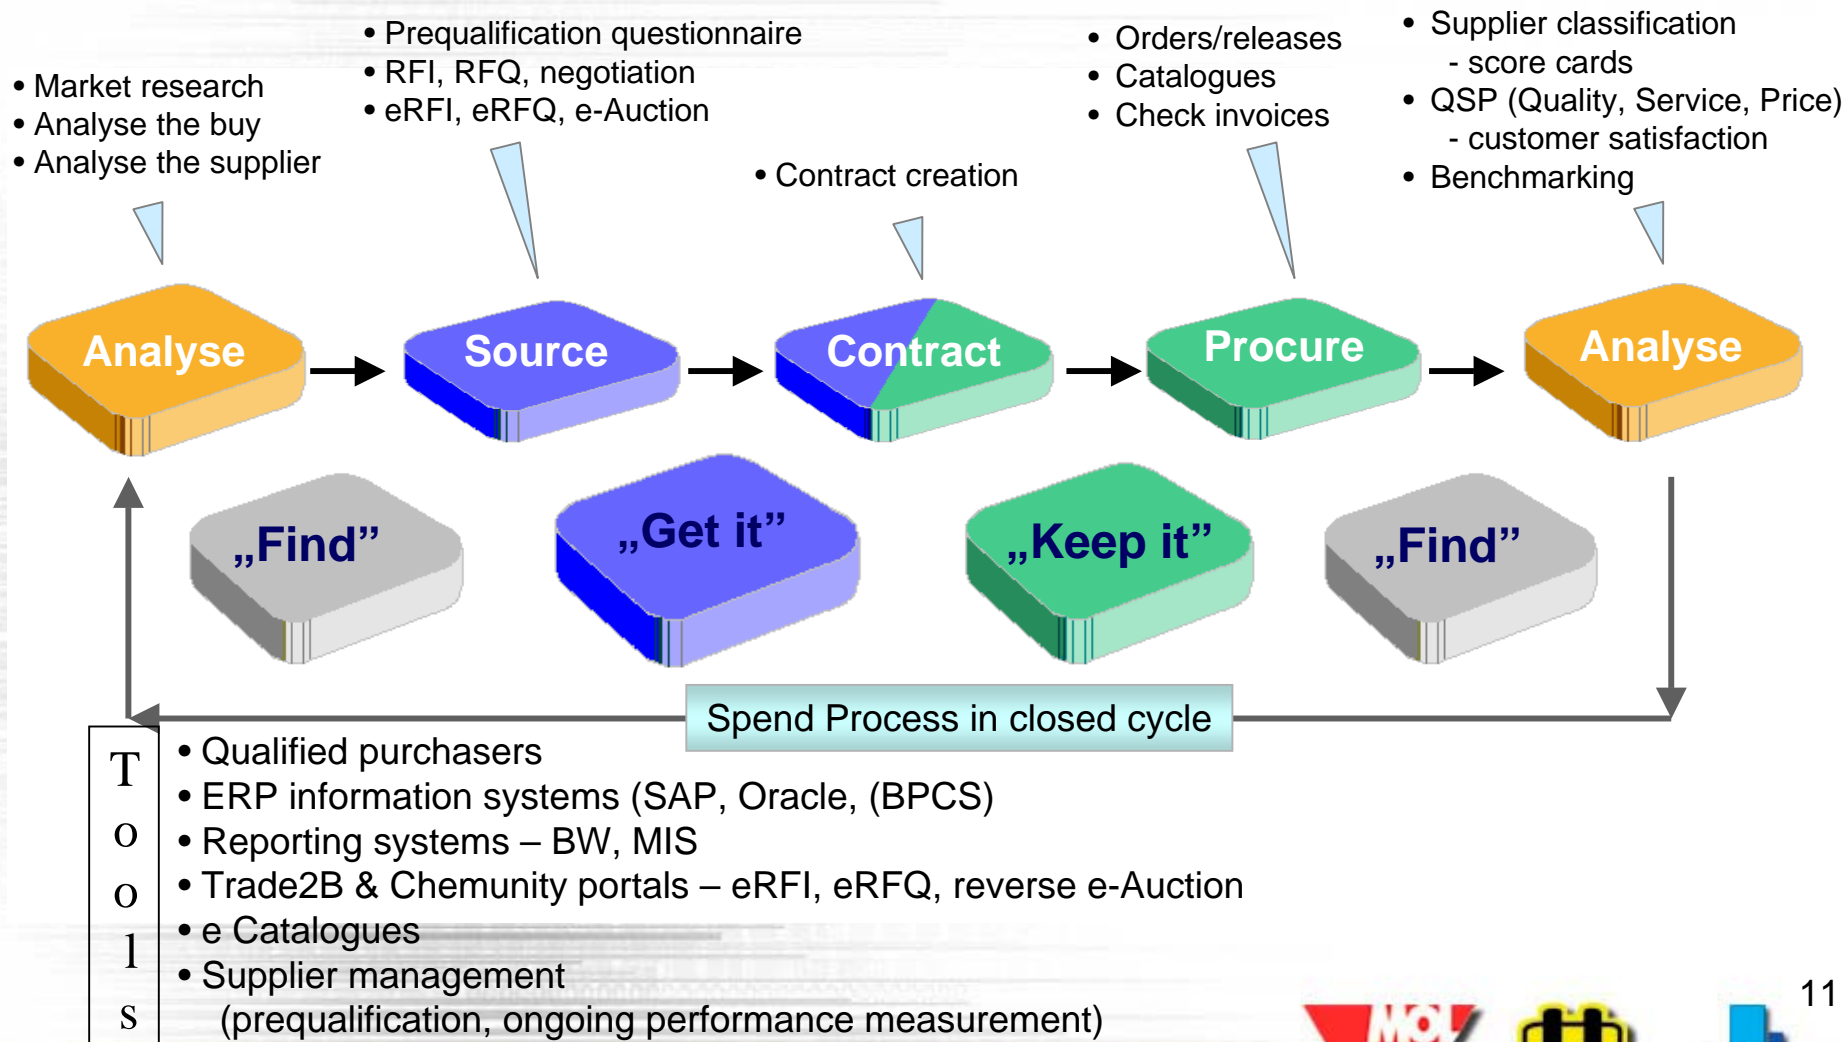 • Market research
• Analyse the buy
• Analyse the supplier
• Prequalification questionnaire
• RFI, RFQ, negotiation
• eRFI, eRFQ, e-Auction
• Contract creation
• Orders/releases
• Catalogues
• Check invoices
• Supplier classification
- score cards
• QSP (Quality, Service, Price)
- customer satisfaction
• Benchmarking
Analyse
Source
Contract
Procure
Analyse
„Find”
„Get it”
„Keep it”
„Find”
Spend Process in closed cycle
Tools
• Qualified purchasers
• ERP information systems (SAP, Oracle, (BPCS)
• Reporting systems – BW, MIS
• Trade2B & Chemunity portals – eRFI, eRFQ, reverse e-Auction
• e Catalogues
• Supplier management
(prequalification, ongoing performance measurement)
MOL
11